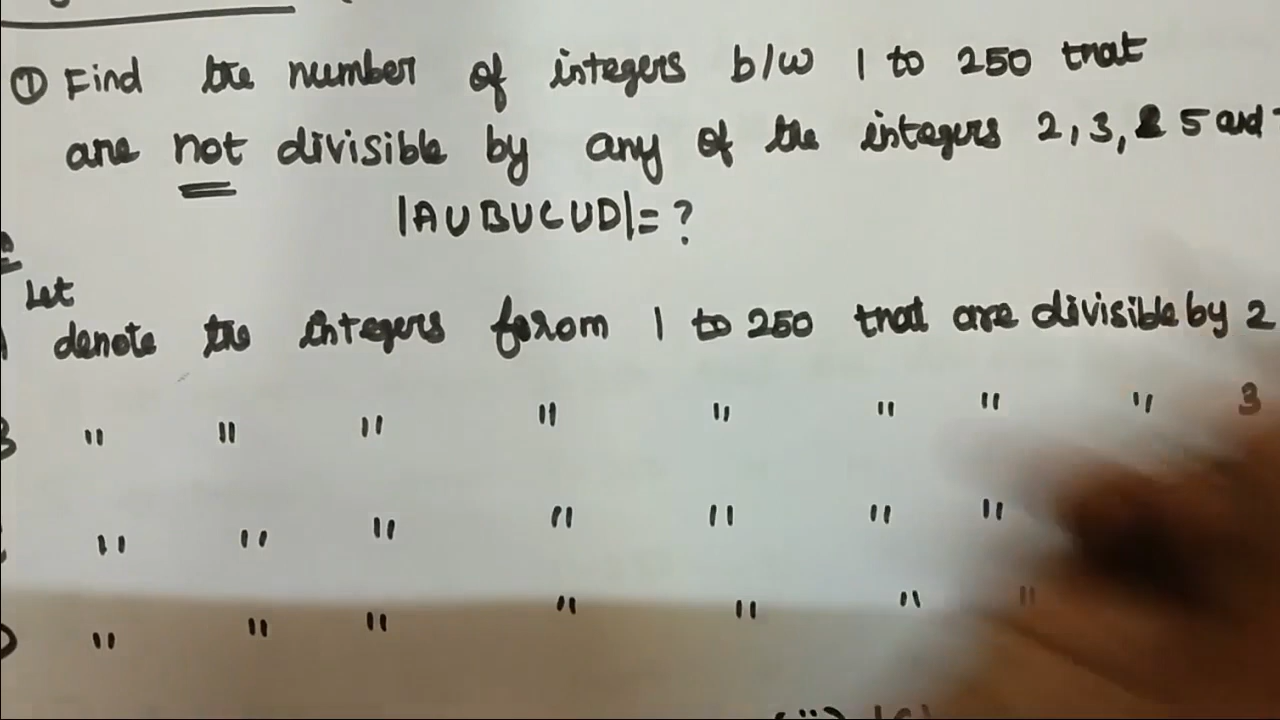 ① Find the number of integers b/w 1 to 250 that
are not divisible by any of the integers 2, 3, 5 and
|AUBUCUD| = ?
Let
denote the integers from 1 to 250 that are divisible by 2
B " " " " " " " " 3
" " " " " " "
D " " " " " " "